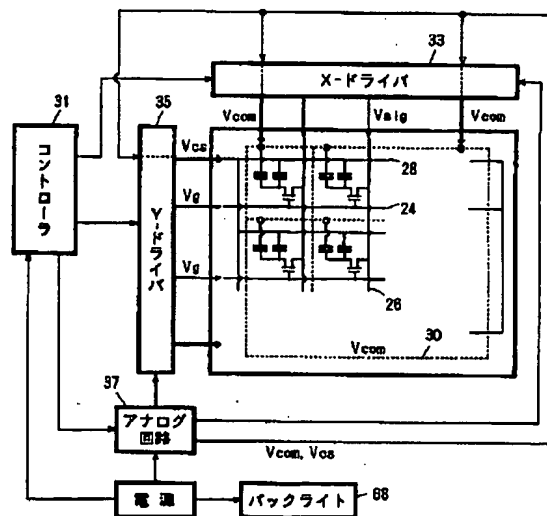 33
X-ドライバ
31
コントローラ
35
Y-ドライバ
Vcom
Vsig
Vcom
Vcs
28
Vg
24
Vg
26
Vcom
30
37
アナログ
回路
Vcom, Vcs
電源
バックライト
68